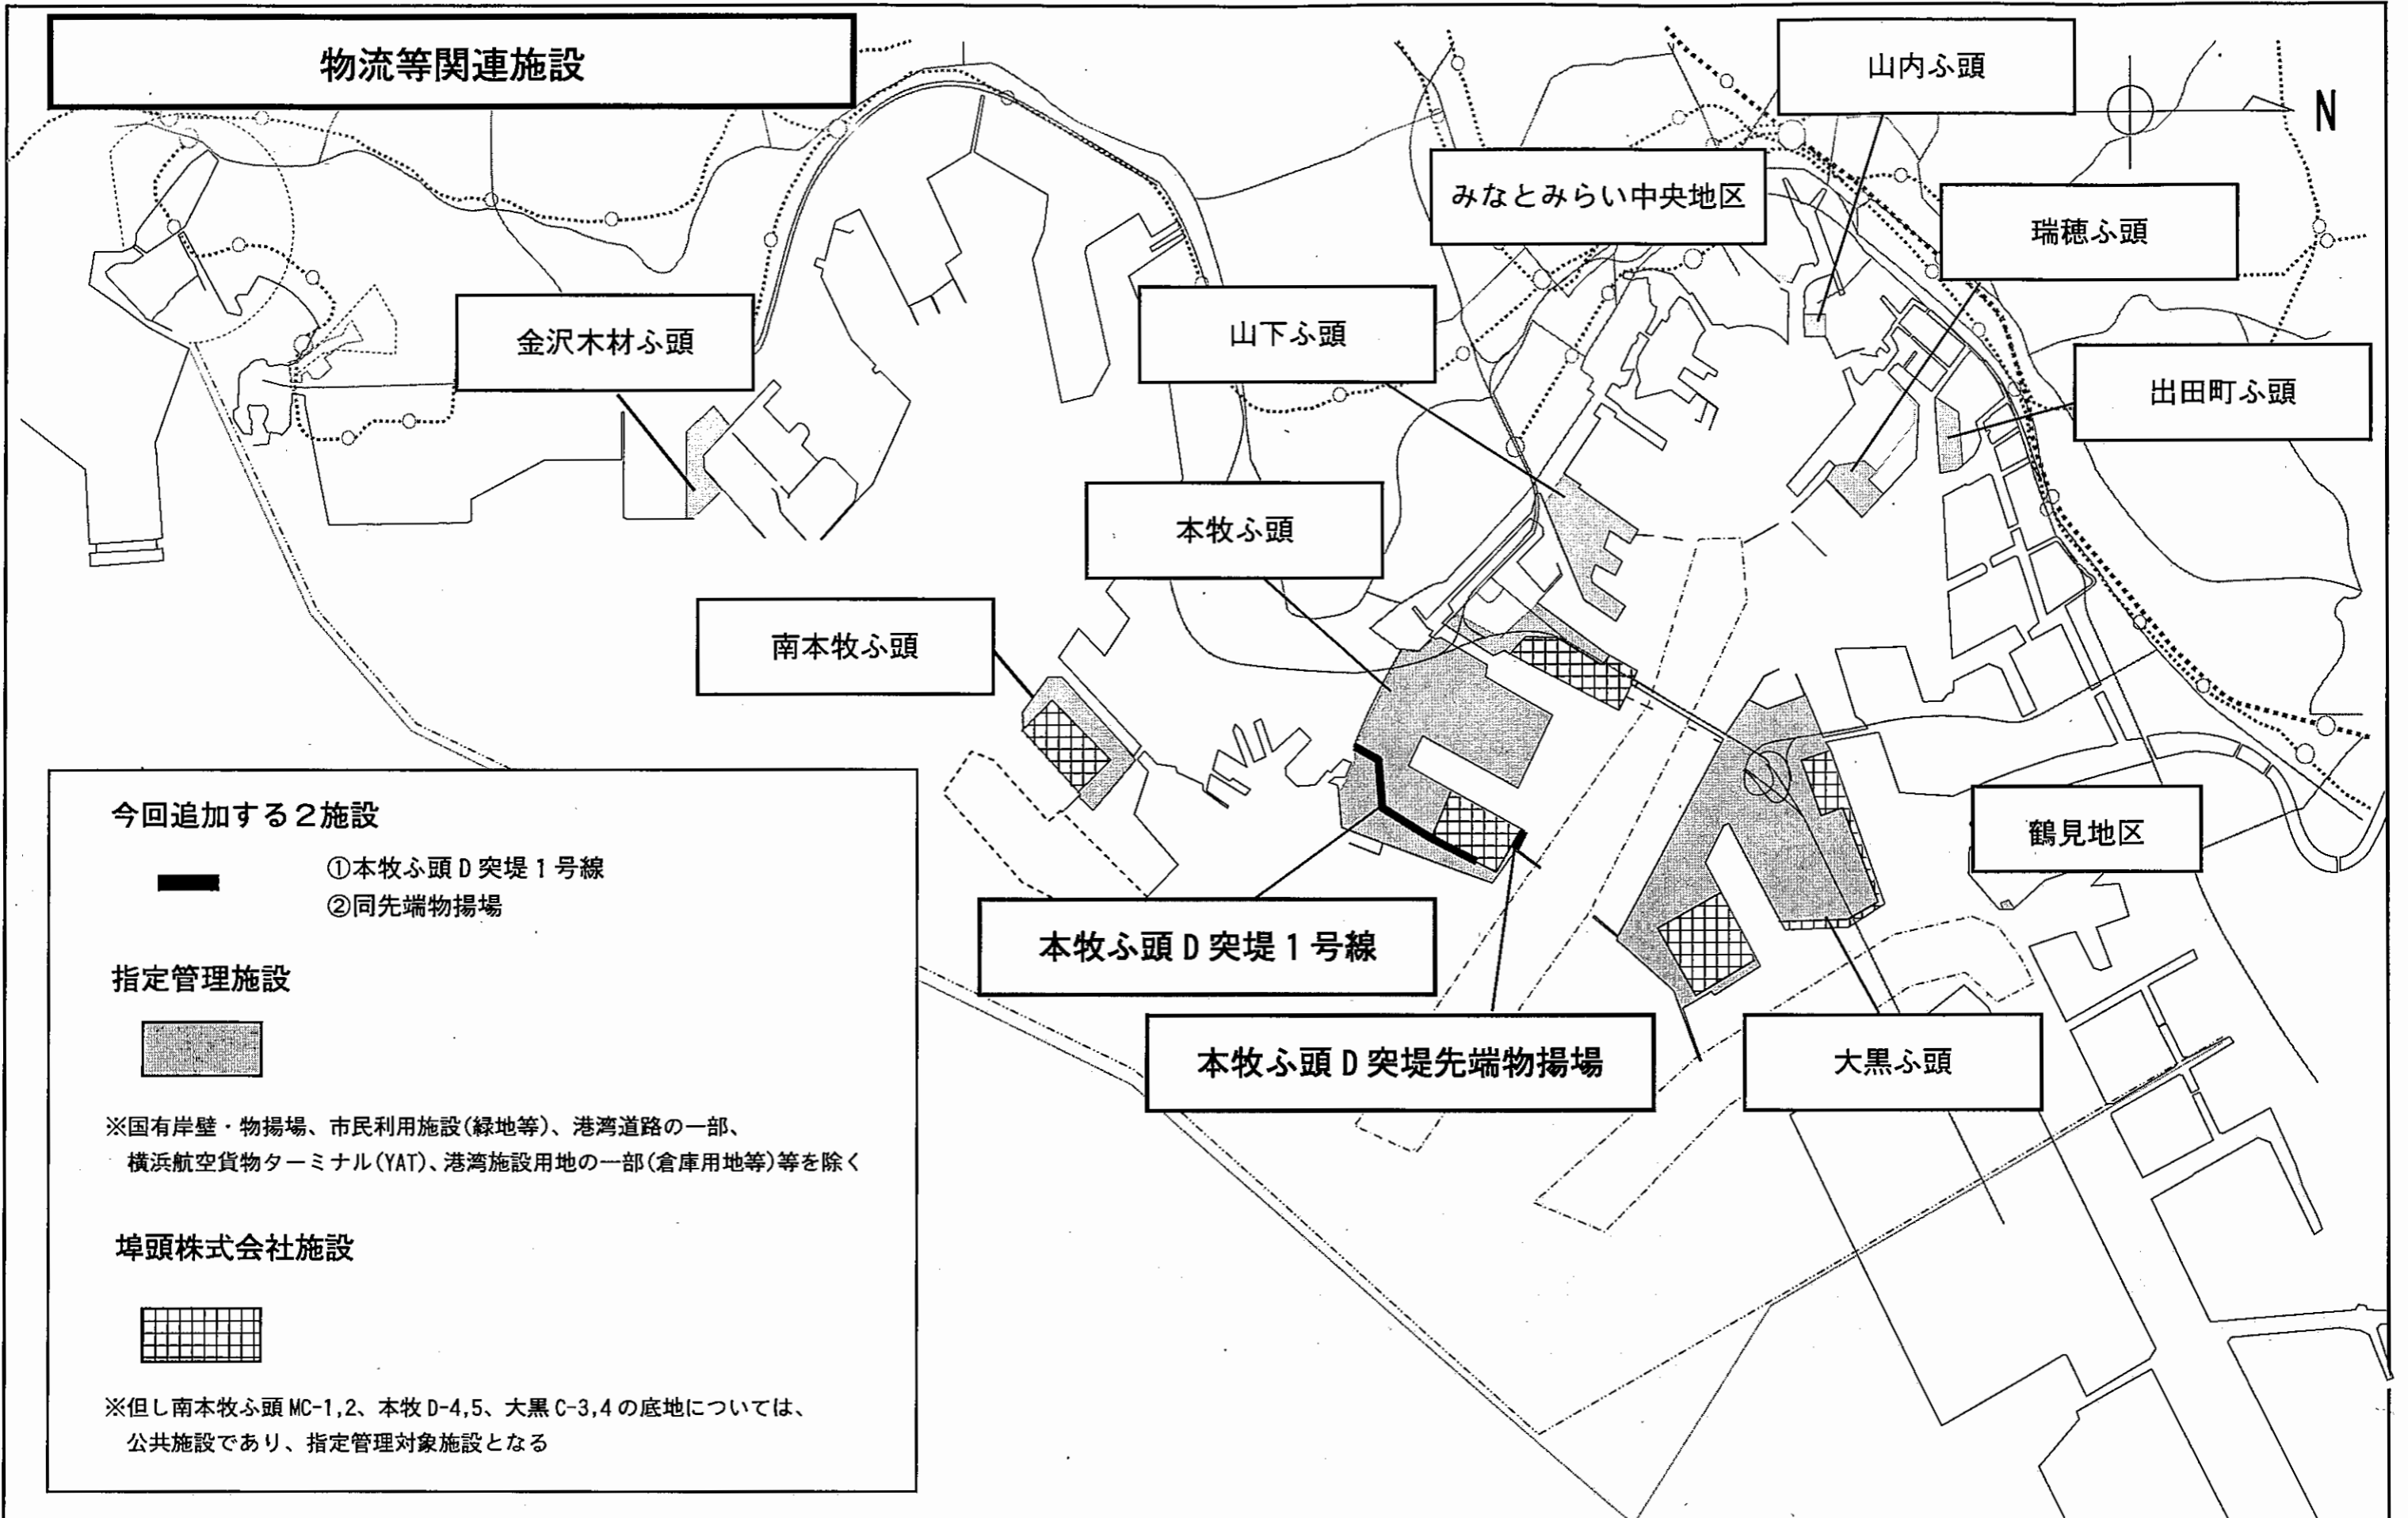 物流等関連施設
山内ふ頭
N
みなとみらい中央地区
瑞穂ふ頭
金沢木材ふ頭
山下ふ頭
出田町ふ頭
本牧ふ頭
南本牧ふ頭
鶴見地区
本牧ふ頭D突堤1号線
本牧ふ頭D突堤先端物揚場
大黒ふ頭
今回追加する2施設
①本牧ふ頭D突堤1号線
②同先端物揚場
指定管理施設
※国有岸壁・物揚場、市民利用施設(緑地等)、港湾道路の一部、
横浜航空貨物ターミナル(YAT)、港湾施設用地の一部(倉庫用地等)等を除く
埠頭株式会社施設
※但し南本牧ふ頭MC-1,2、本牧D-4,5、大黒C-3,4の底地については、
公共施設であり、指定管理対象施設となる